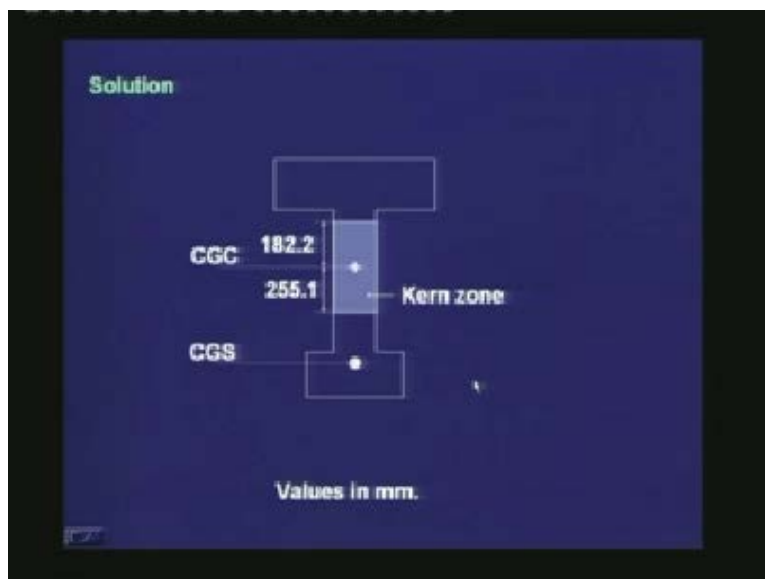 Solution
182.2
CGC
255.1
Kern zone
CGS
Values in mm.